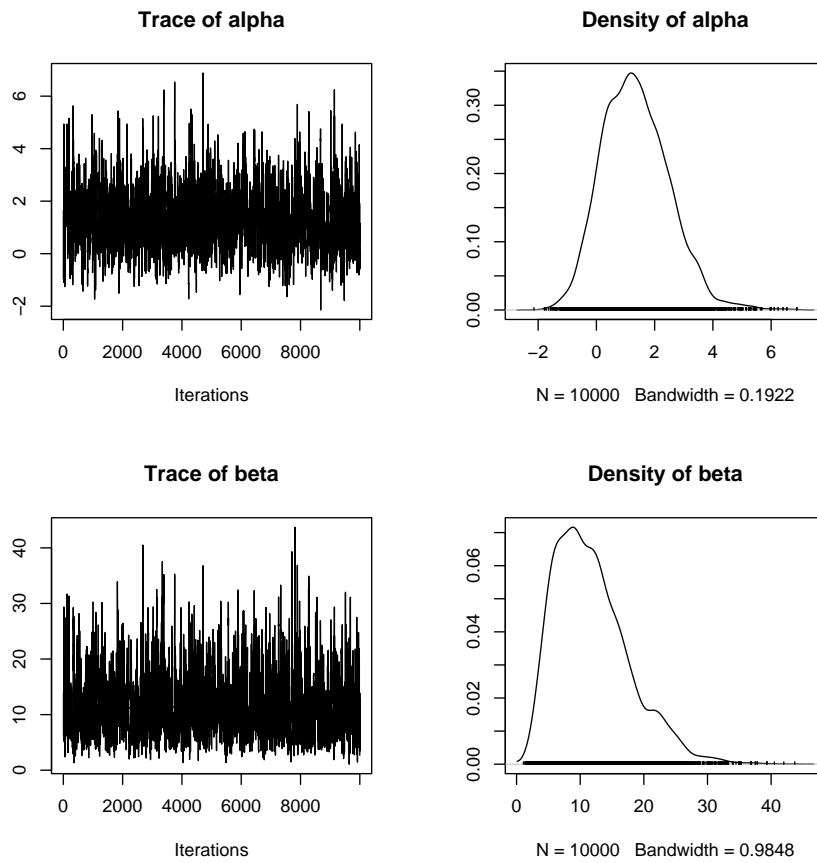 Trace of alpha
6
4
2
0
−2
0 2000 4000 6000 8000
Iterations
Density of alpha
0.30
0.20
0.10
0.00
−2 0 2 4 6
N = 10000 Bandwidth = 0.1922
Trace of beta
40
30
20
10
0
0 2000 4000 6000 8000
Iterations
Density of beta
0.06
0.04
0.02
0.00
0 10 20 30 40
N = 10000 Bandwidth = 0.9848